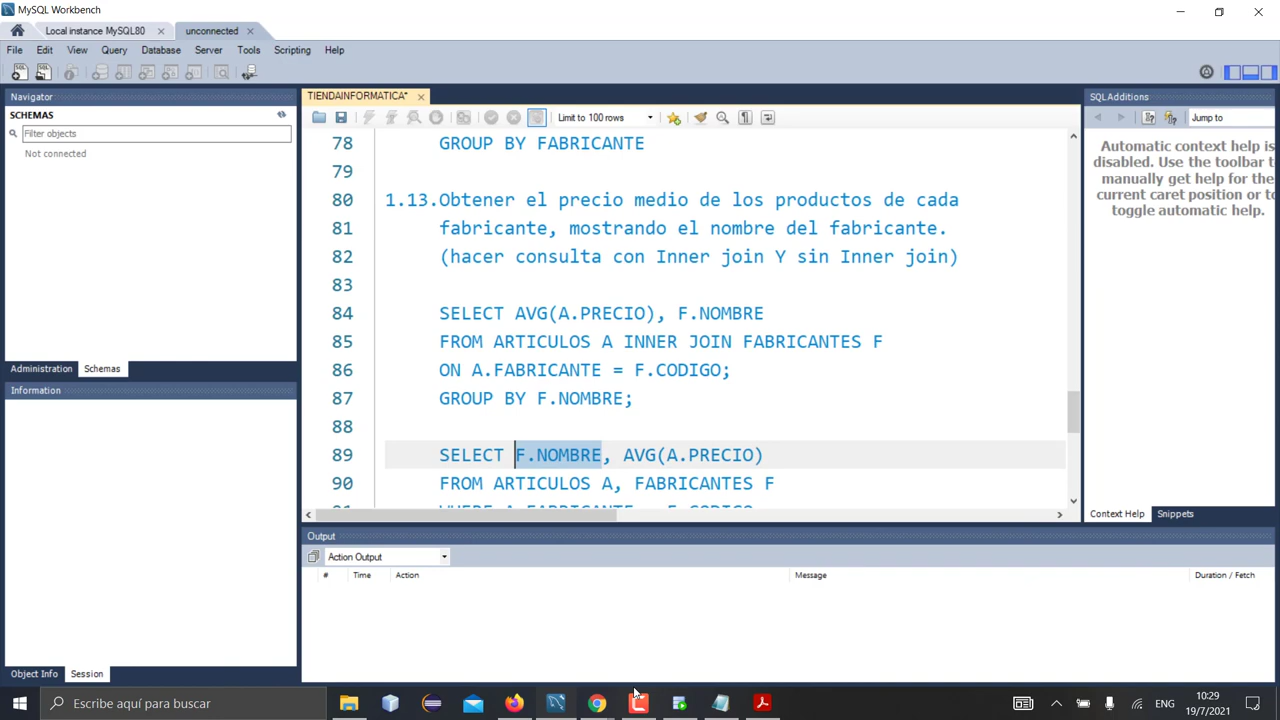 MySQL Workbench
Local instance MySQL80
unconnected
File Edit View Query Database Server Tools Scripting Help
Navigator
SCHEMAS
Filter objects
Not connected
Administration Schemas
Information
Object Info Session
TIENDAINFORMATICA*
Limit to 100 rows
78 GROUP BY FABRICANTE
79
80 1.13.Obtener el precio medio de los productos de cada
81 fabricante, mostrando el nombre del fabricante.
82 (hacer consulta con Inner join Y sin Inner join)
83
84 SELECT AVG(A.PRECIO), F.NOMBRE
85 FROM ARTICULOS A INNER JOIN FABRICANTES F
86 ON A.FABRICANTE = F.CODIGO;
87 GROUP BY F.NOMBRE;
88
89 SELECT F.NOMBRE, AVG(A.PRECIO)
90 FROM ARTICULOS A, FABRICANTES F
91 WHERE A.FABRICANTE = F.CODIGO
SQLAdditions
Jump to
Automatic context help is
disabled. Use the toolbar t
manually get help for the
current caret position or to
toggle automatic help.
Context Help Snippets
Output
Action Output
# Time Action Message Duration / Fetch
Escribe aquí para buscar
ENG
10:29
19/7/2021